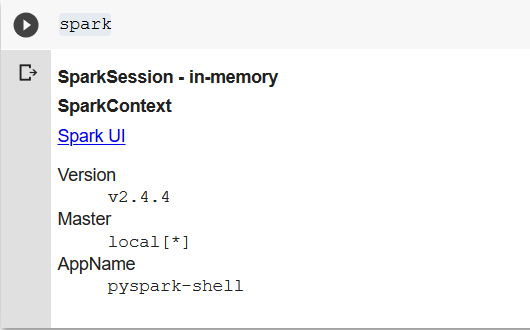 spark
SparkSession - in-memory
SparkContext
Spark UI
Version
v2.4.4
Master
local[*]
AppName
pyspark-shell